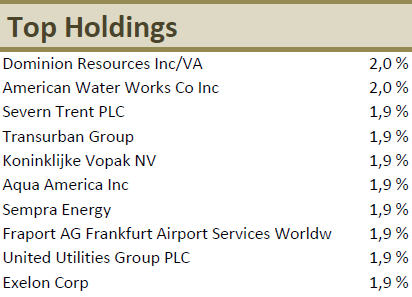 Top Holdings
Dominion Resources Inc/VA 2,0 %
American Water Works Co Inc 2,0 %
Severn Trent PLC 1,9 %
Transurban Group 1,9 %
Koninklijke Vopak NV 1,9 %
Aqua America Inc 1,9 %
Sempra Energy 1,9 %
Fraport AG Frankfurt Airport Services Worldw 1,9 %
United Utilities Group PLC 1,9 %
Exelon Corp 1,9 %